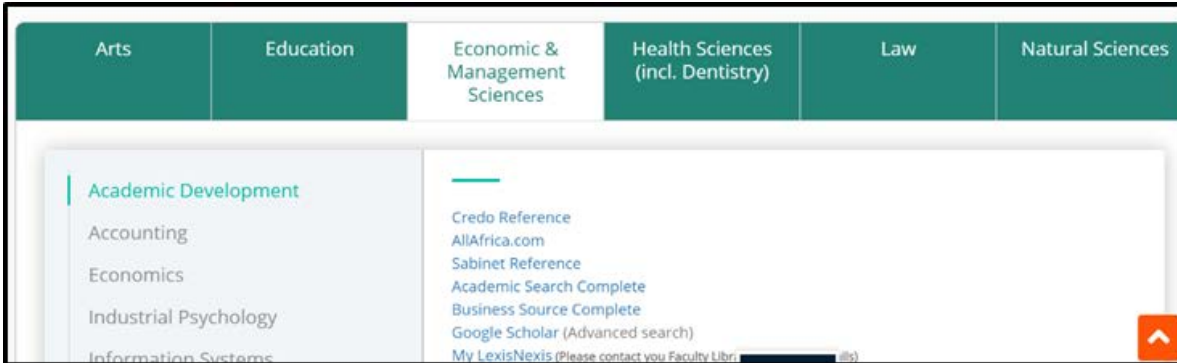 Arts
Education
Economic &
Management
Sciences
Health Sciences
(incl. Dentistry)
Law
Natural Sciences
Academic Development
Accounting
Economics
Industrial Psychology
Information Systems
Credo Reference
AllAfrica.com
Sabinet Reference
Academic Search Complete
Business Source Complete
Google Scholar (Advanced search)
My LexisNexis (Please contact you Faculty